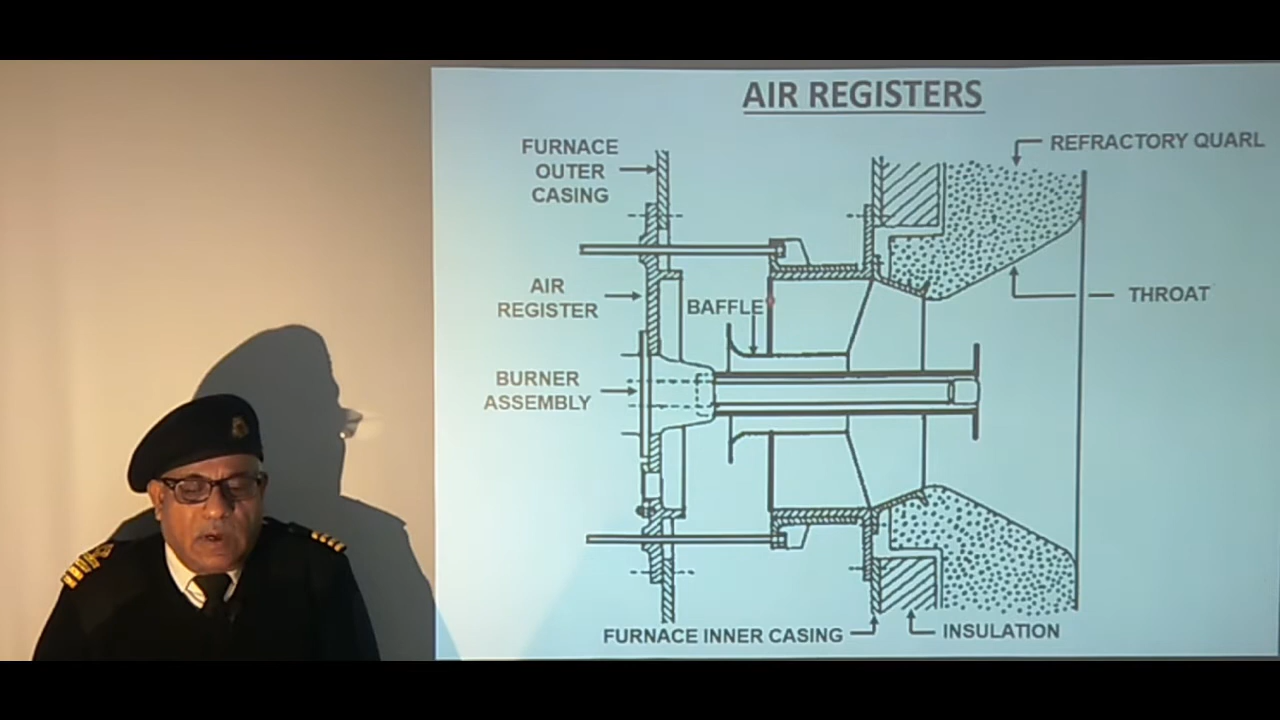 AIR REGISTERS
FURNACE
OUTER
CASING
REFRACTORY QUARL
AIR
REGISTER
BAFFLE
THROAT
BURNER
ASSEMBLY
FURNACE INNER CASING
INSULATION